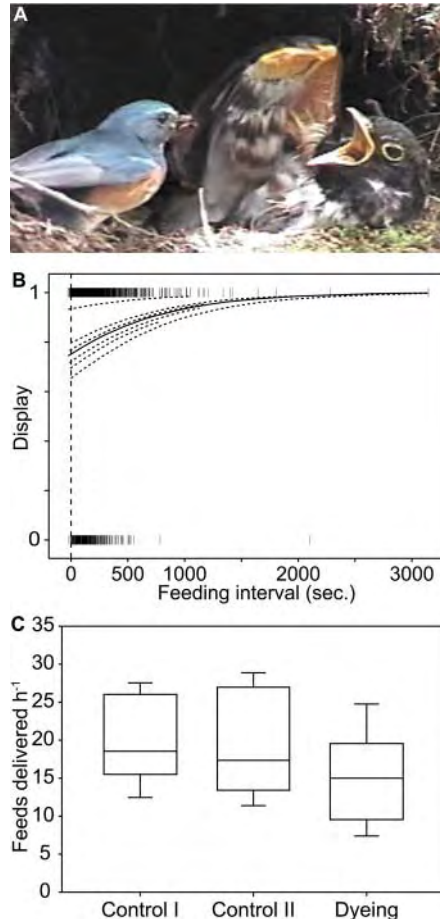 A
B
1
Display
0
0 500 1000 2000 3000
Feeding interval (sec.)
C
35
30
25
20
15
10
5
0
Feeds delivered h⁻¹
Control I Control II Dyeing